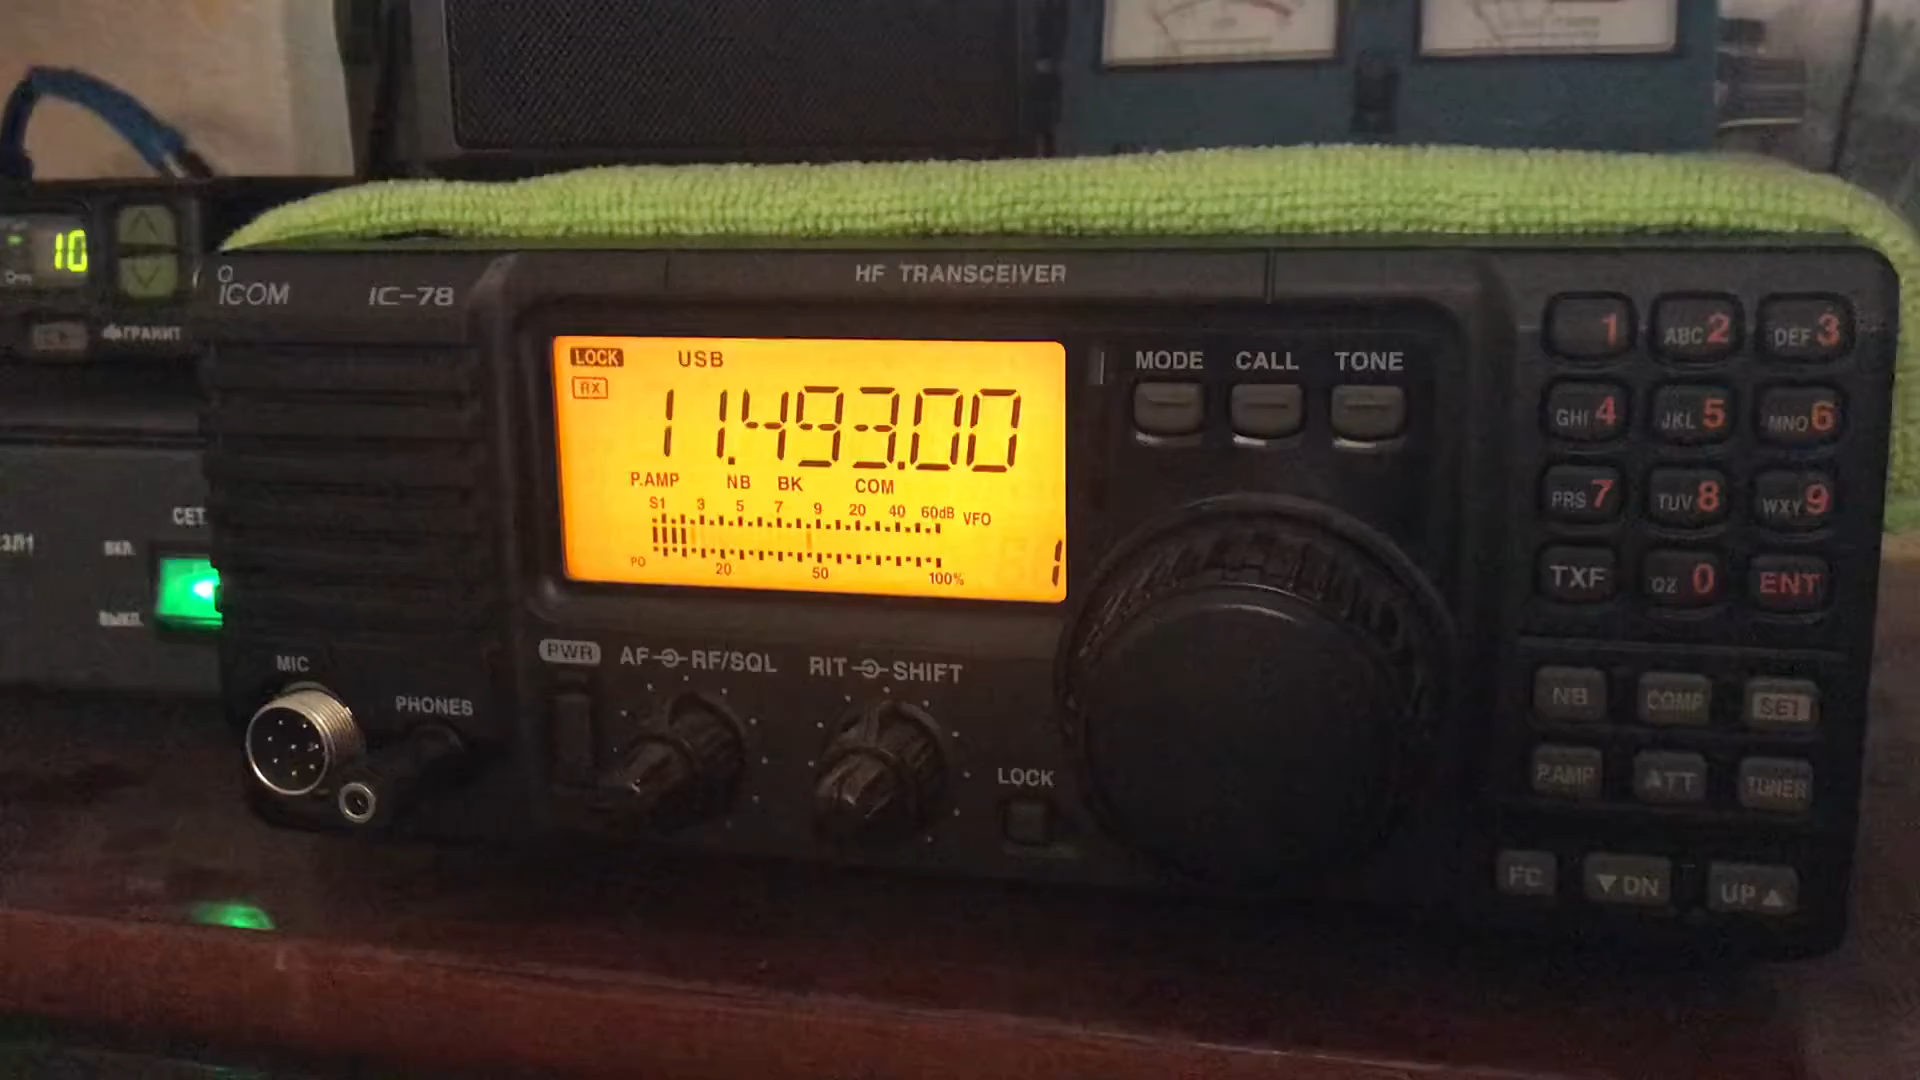 10
ГРАНИТ
ICOM IC-78
HF TRANSCEIVER
LOCK USB
RX
11.493.00
P.AMP NB BK COM
S1 3 5 7 9 20 40 60dB VFO
PO 20 50 100%
1
MODE CALL TONE
1 ABC 2 DEF 3
GHI 4 JKL 5 MNO 6
PRS 7 TUV 8 WXY 9
TXF QZ 0 ENT
СЕТ
ВКЛ.
ВЫКЛ.
MIC
PHONES
PWR AF RF/SQL RIT SHIFT
LOCK
NB COMP SET
P.AMP ATT TUNER
FC ▼DN UP▲